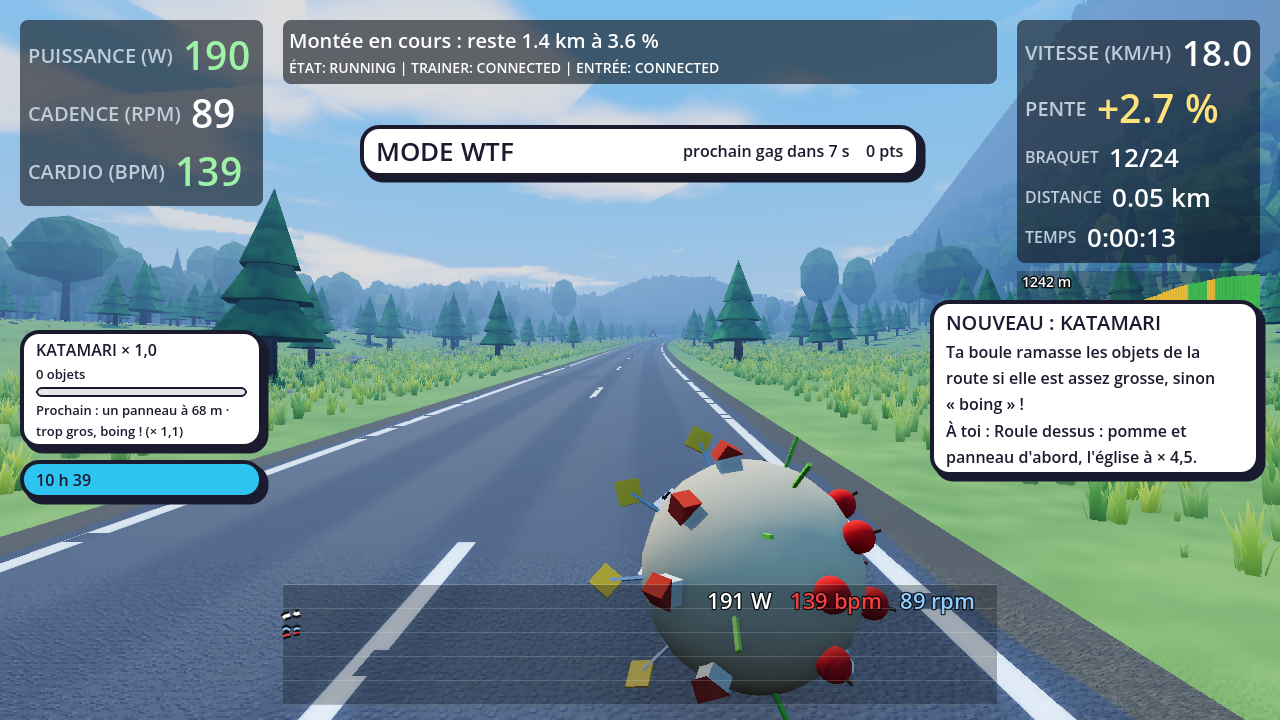 PUISSANCE (W) 190
CADENCE (RPM) 89
CARDIO (BPM) 139
Montée en cours : reste 1.4 km à 3.6 %
ÉTAT: RUNNING | TRAINER: CONNECTED | ENTRÉE: CONNECTED
MODE WTF prochain gag dans 7 s 0 pts
VITESSE (KM/H) 18.0
PENTE +2.7 %
BRAQUET 12/24
DISTANCE 0.05 km
TEMPS 0:00:13
1242 m
KATAMARI × 1,0
0 objets
Prochain : un panneau à 68 m ·
trop gros, boing ! (× 1,1)
10 h 39
NOUVEAU : KATAMARI
Ta boule ramasse les objets de la
route si elle est assez grosse, sinon
« boing » !
À toi : Roule dessus : pomme et
panneau d'abord, l'église à × 4,5.
191 W 139 bpm 89 rpm